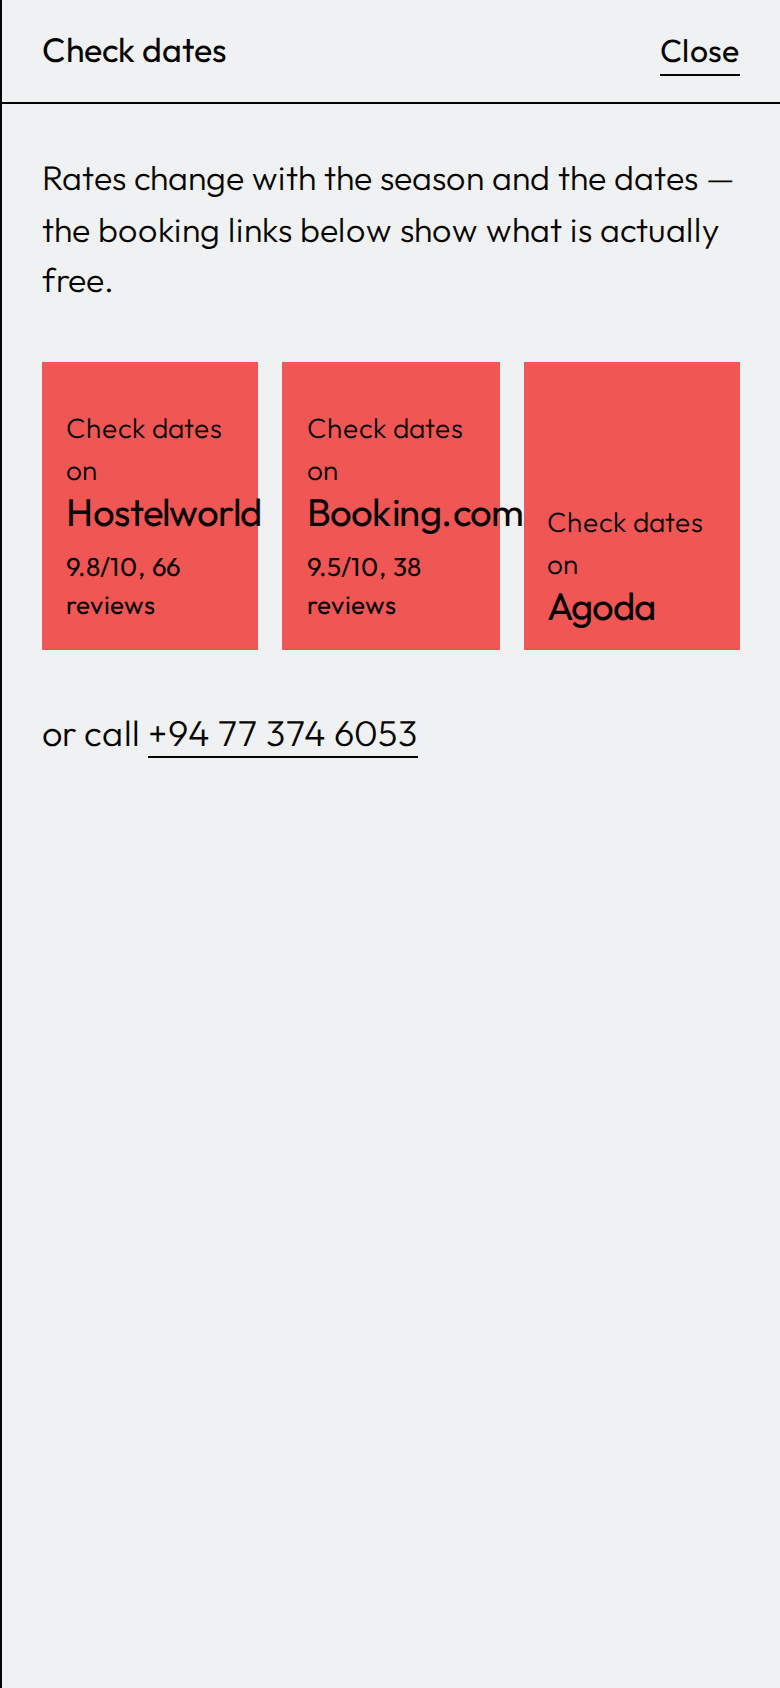 Check dates
Close
Rates change with the season and the dates —
the booking links below show what is actually
free.
Check dates
on
Hostelworld
9.8/10, 66
reviews
Check dates
on
Booking.com
9.5/10, 38
reviews
Check dates
on
Agoda
or call +94 77 374 6053